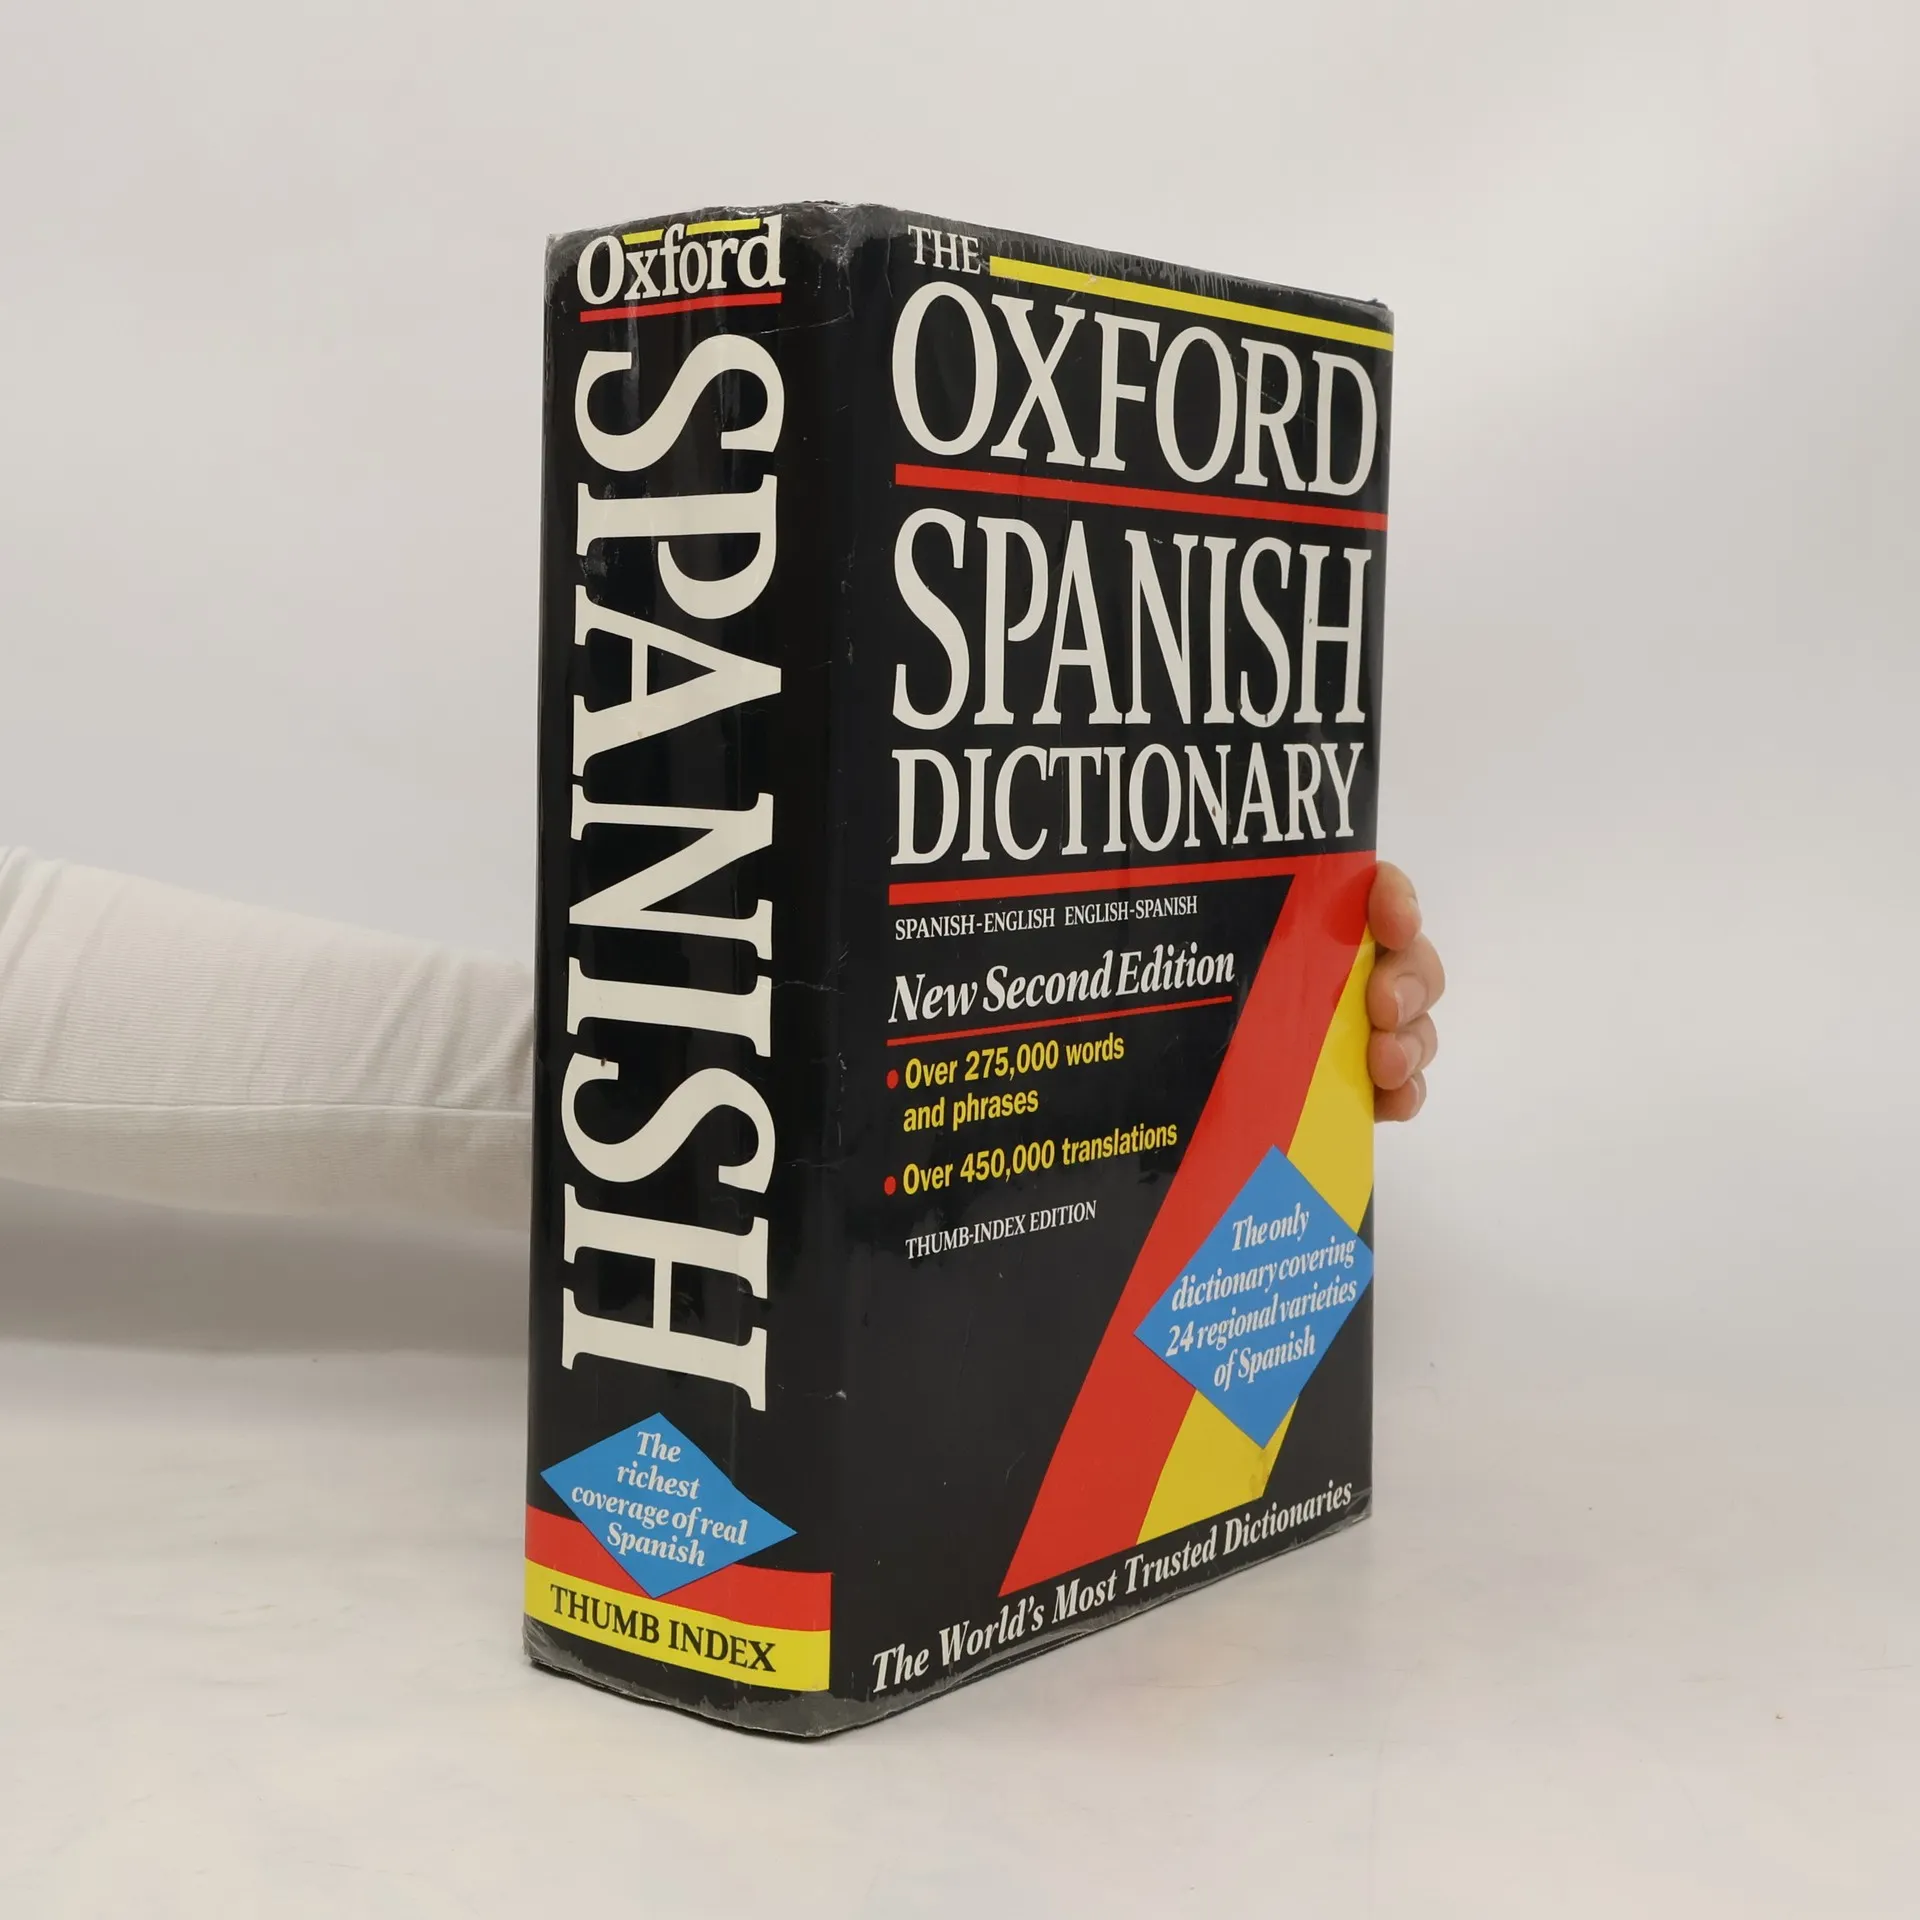 Oxford
SPANISH
The
richest
coverage of real
Spanish
THUMB INDEX
THE
OXFORD
SPANISH
DICTIONARY
SPANISH-ENGLISH ENGLISH-SPANISH
New Second Edition
• Over 275,000 words
and phrases
• Over 450,000 translations
THUMB-INDEX EDITION
The only
dictionary covering
24 regional varieties
of Spanish
The World's Most Trusted Dictionaries